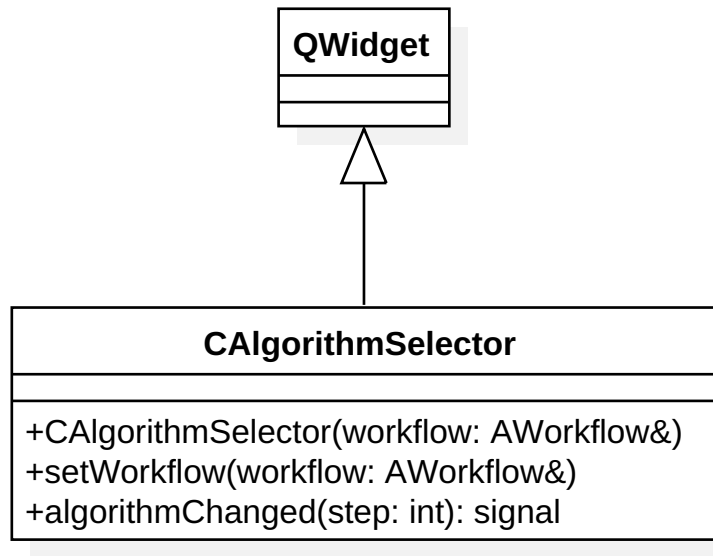 QWidget
CAlgorithmSelector
+CAlgorithmSelector(workflow: AWorkflow&)
+setWorkflow(workflow: AWorkflow&)
+algorithmChanged(step: int): signal